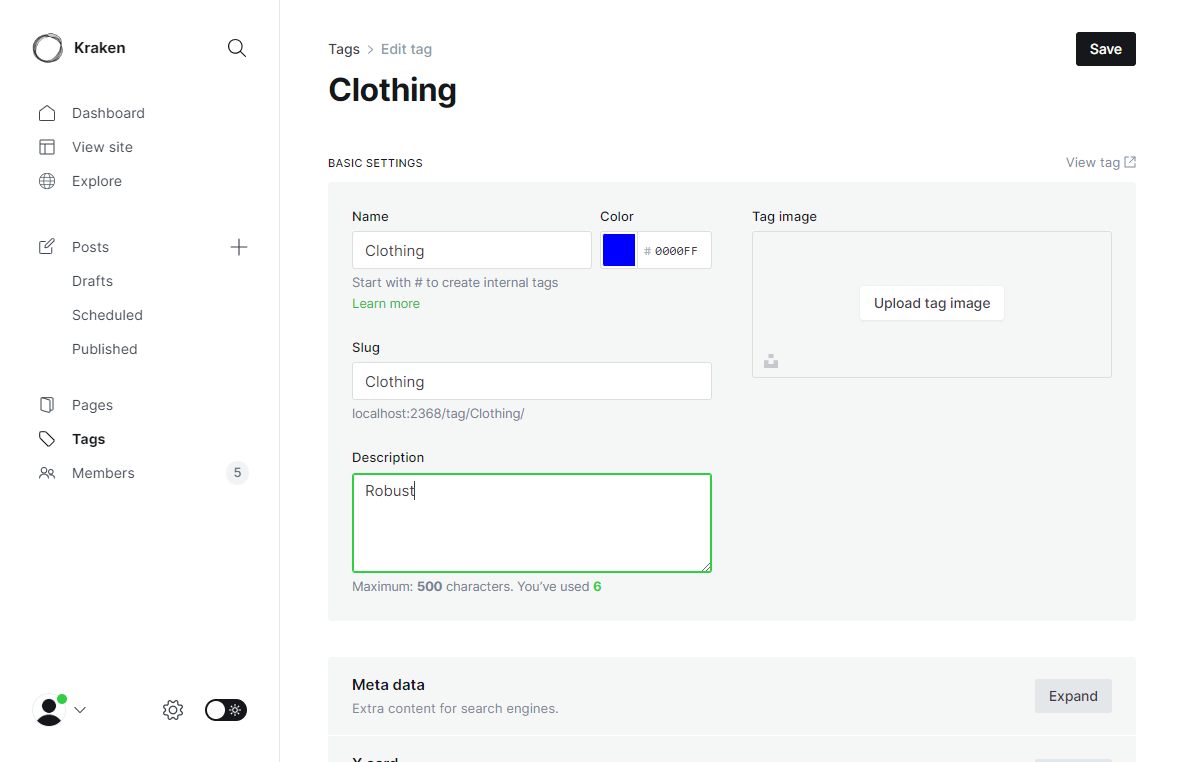 Kraken
Dashboard
View site
Explore
Posts
Drafts
Scheduled
Published
Pages
Tags
Members 5
Tags > Edit tag
Save
Clothing
BASIC SETTINGS
View tag
Name
Clothing
Start with # to create internal tags
Learn more
Color
# 0000FF
Slug
Clothing
localhost:2368/tag/Clothing/
Description
Robust
Maximum: 500 characters. You’ve used 6
Tag image
Upload tag image
Meta data
Extra content for search engines.
Expand
X card